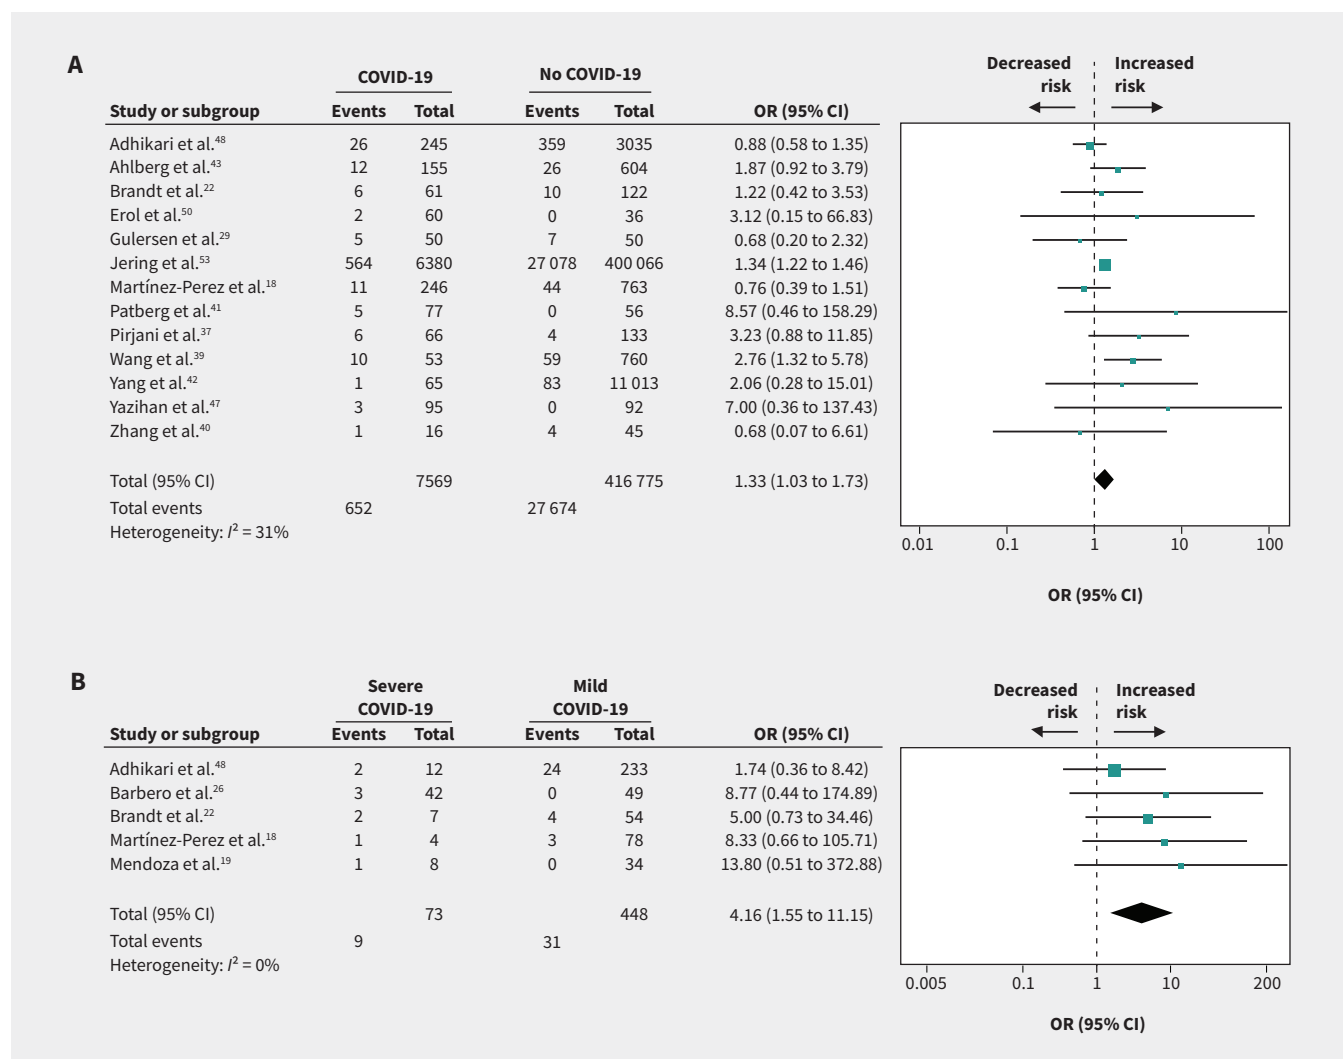 A
COVID-19 No COVID-19
Study or subgroup Events Total Events Total OR (95% CI)
Decreased risk Increased risk
Adhikari et al.48 26 245 359 3035 0.88 (0.58 to 1.35)
Ahlberg et al.43 12 155 26 604 1.87 (0.92 to 3.79)
Brandt et al.22 6 61 10 122 1.22 (0.42 to 3.53)
Erol et al.50 2 60 0 36 3.12 (0.15 to 66.83)
Gulersen et al.29 5 50 7 50 0.68 (0.20 to 2.32)
Jering et al.53 564 6380 27 078 400 066 1.34 (1.22 to 1.46)
Martínez-Perez et al.18 11 246 44 763 0.76 (0.39 to 1.51)
Patberg et al.41 5 77 0 56 8.57 (0.46 to 158.29)
Pirjani et al.37 6 66 4 133 3.23 (0.88 to 11.85)
Wang et al.39 10 53 59 760 2.76 (1.32 to 5.78)
Yang et al.42 1 65 83 11 013 2.06 (0.28 to 15.01)
Yazihan et al.47 3 95 0 92 7.00 (0.36 to 137.43)
Zhang et al.40 1 16 4 45 0.68 (0.07 to 6.61)
Total (95% CI) 7569 416 775 1.33 (1.03 to 1.73)
Total events 652 27 674
Heterogeneity: I² = 31%
0.01 0.1 1 10 100
OR (95% CI)
B
Severe COVID-19 Mild COVID-19
Study or subgroup Events Total Events Total OR (95% CI)
Decreased risk Increased risk
Adhikari et al.48 2 12 24 233 1.74 (0.36 to 8.42)
Barbero et al.26 3 42 0 49 8.77 (0.44 to 174.89)
Brandt et al.22 2 7 4 54 5.00 (0.73 to 34.46)
Martínez-Perez et al.18 1 4 3 78 8.33 (0.66 to 105.71)
Mendoza et al.19 1 8 0 34 13.80 (0.51 to 372.88)
Total (95% CI) 73 448 4.16 (1.55 to 11.15)
Total events 9 31
Heterogeneity: I² = 0%
0.005 0.1 1 10 200
OR (95% CI)